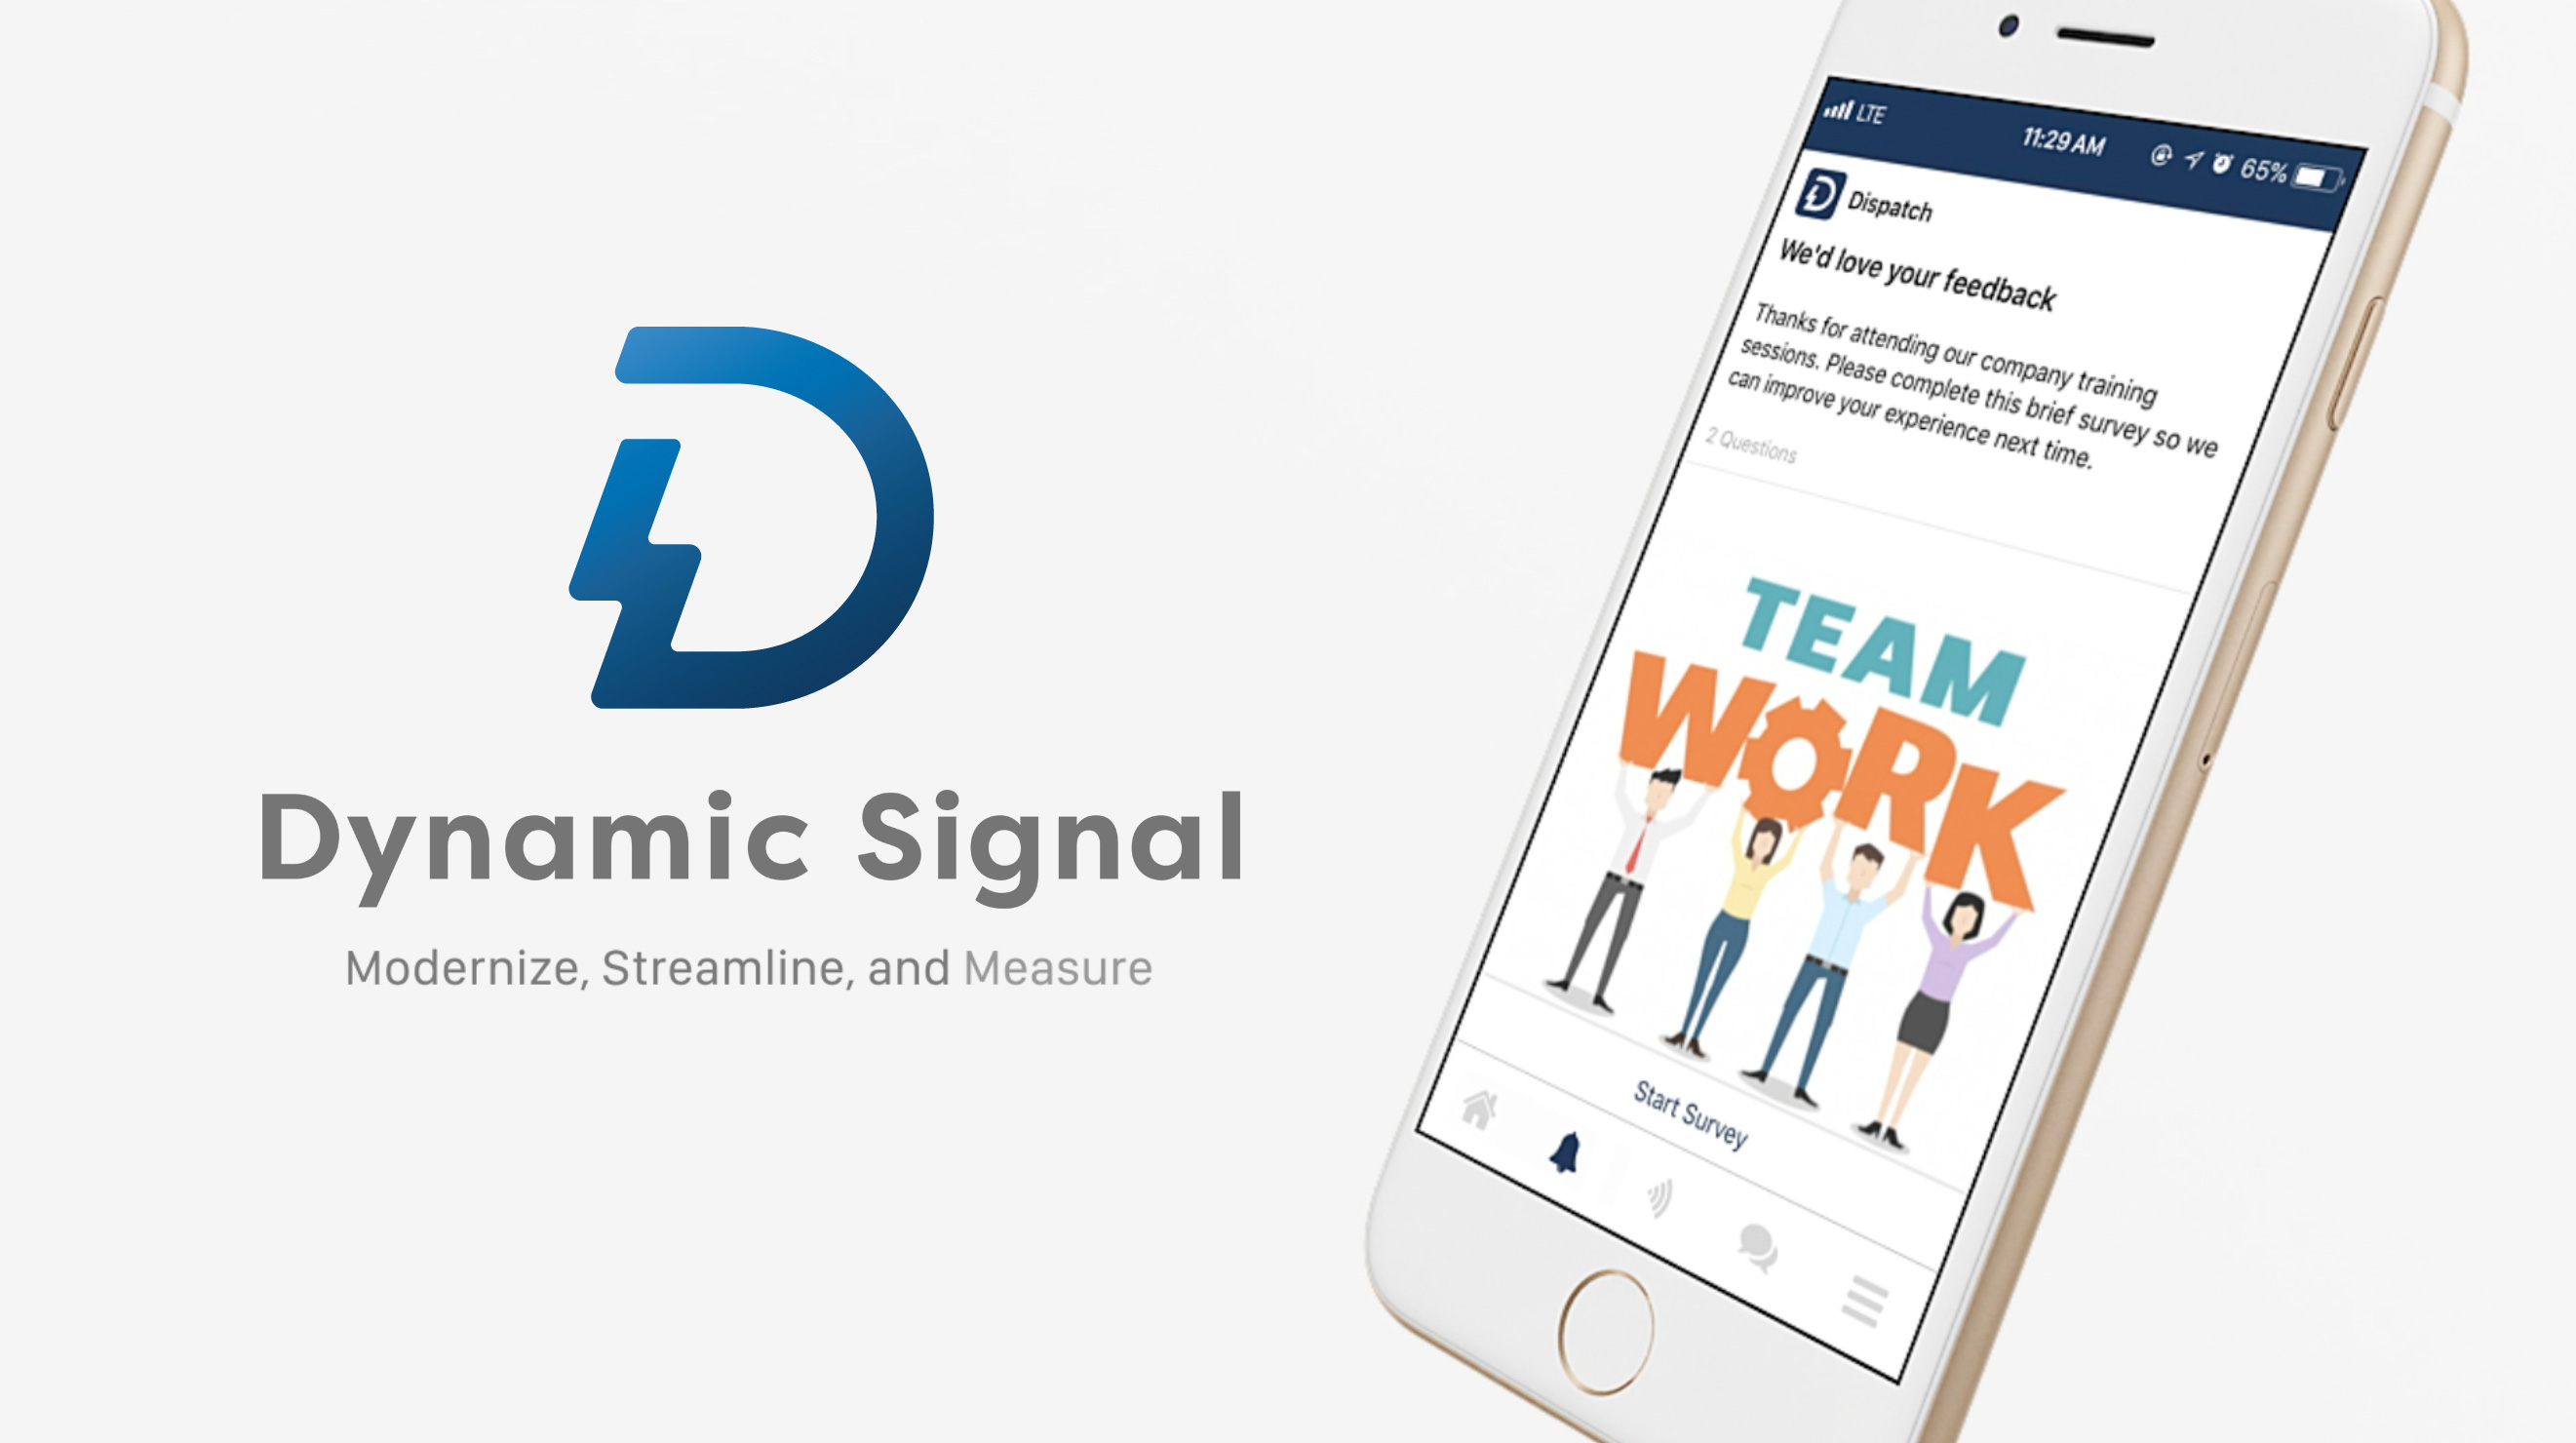 Dynamic Signal
Modernize, Streamline, and Measure
LTE
11:29 AM
65%
Dispatch
We'd love your feedback
Thanks for attending our company training
sessions. Please complete this brief survey so we
can improve your experience next time.
2 Questions
TEAM
WORK
Start Survey